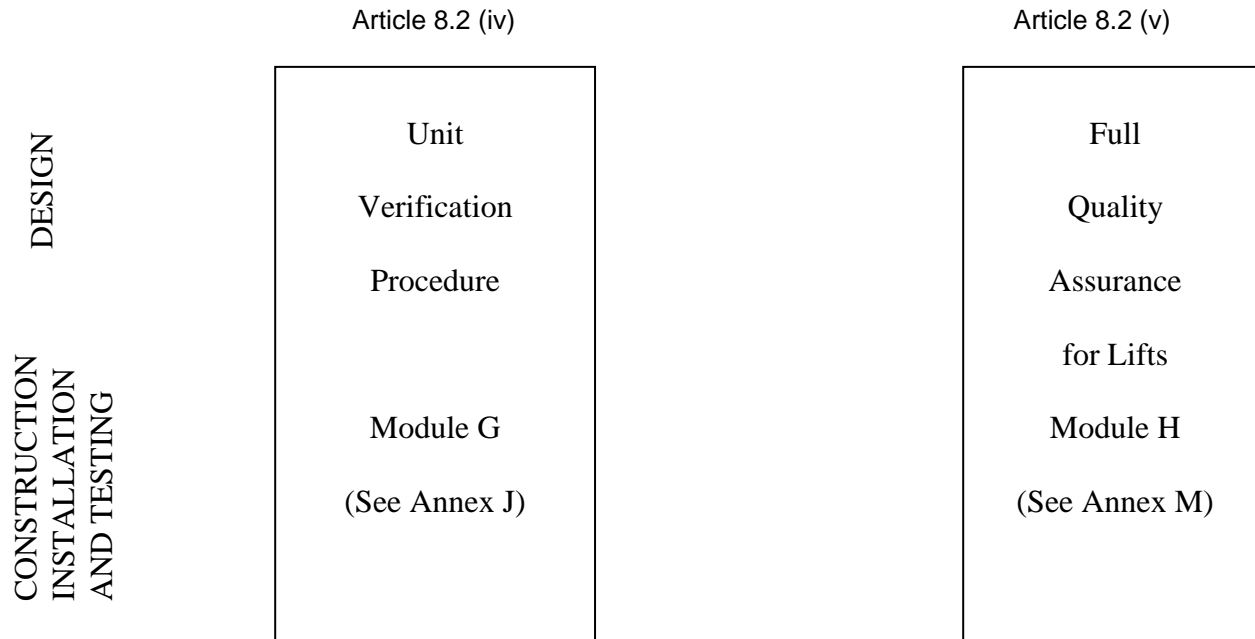 Article 8.2 (iv)
Article 8.2 (v)
DESIGN
Unit
Verification
Procedure
Module G
(See Annex J)
Full
Quality
Assurance
for Lifts
Module H
(See Annex M)
CONSTRUCTION
INSTALLATION
AND TESTING